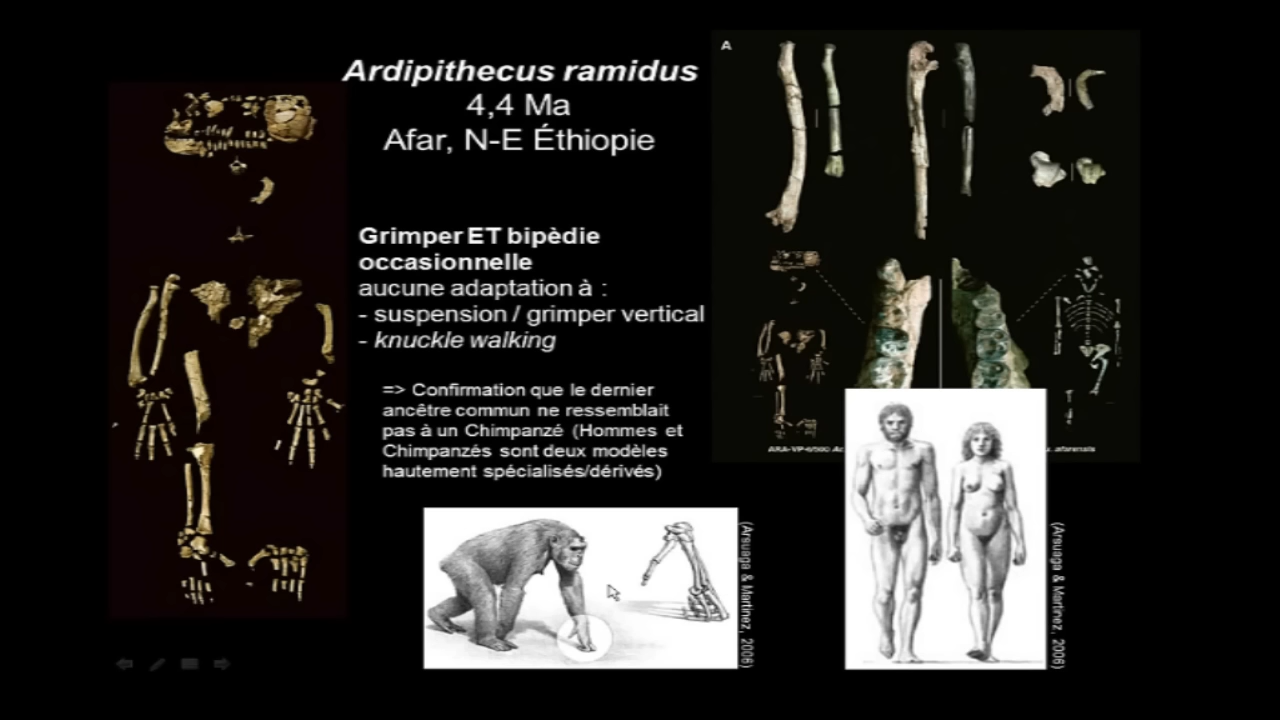 A
Ardipithecus ramidus
4,4 Ma
Afar, N-E Éthiopie
Grimper ET bipèdie
occasionnelle
aucune adaptation à :
- suspension / grimper vertical
- knuckle walking
=> Confirmation que le dernier
ancêtre commun ne ressemblait
pas à un Chimpanzé (Hommes et
Chimpanzés sont deux modèles
hautement spécialisés/dérivés)
afarensis
(Arsuaga & Martinez, 2006)
(Arsuaga & Martinez, 2006)